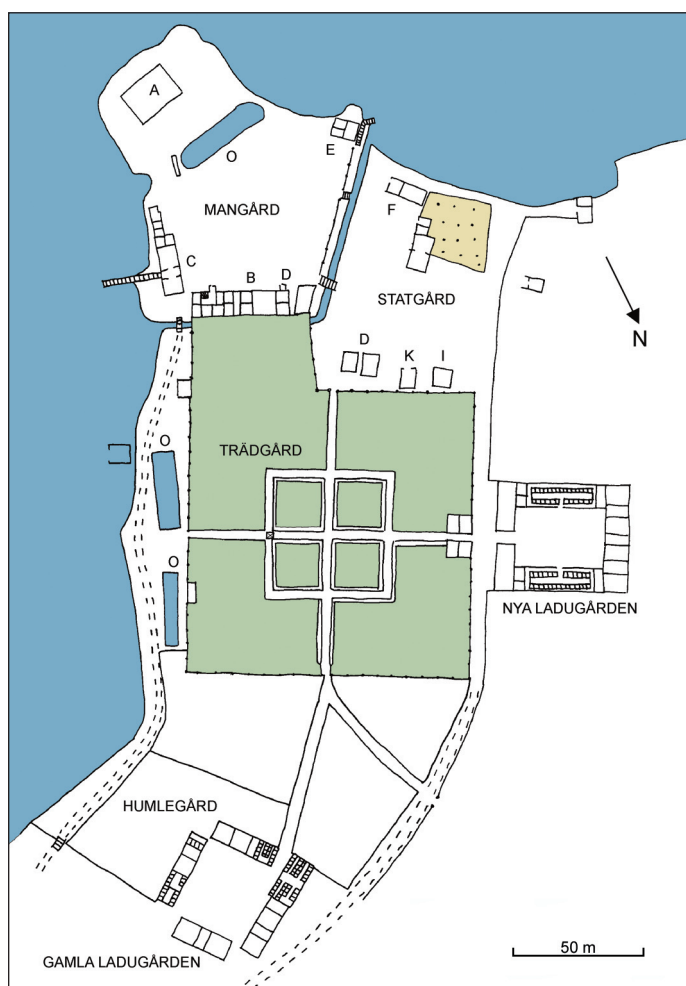 A
O
E
MANGÅRD
F
C
B D
STATGÅRD
N
D
K I
TRÄDGÅRD
O
O
NYA LADUGÅRDEN
HUMLEGÅRD
50 m
GAMLA LADUGÅRDEN